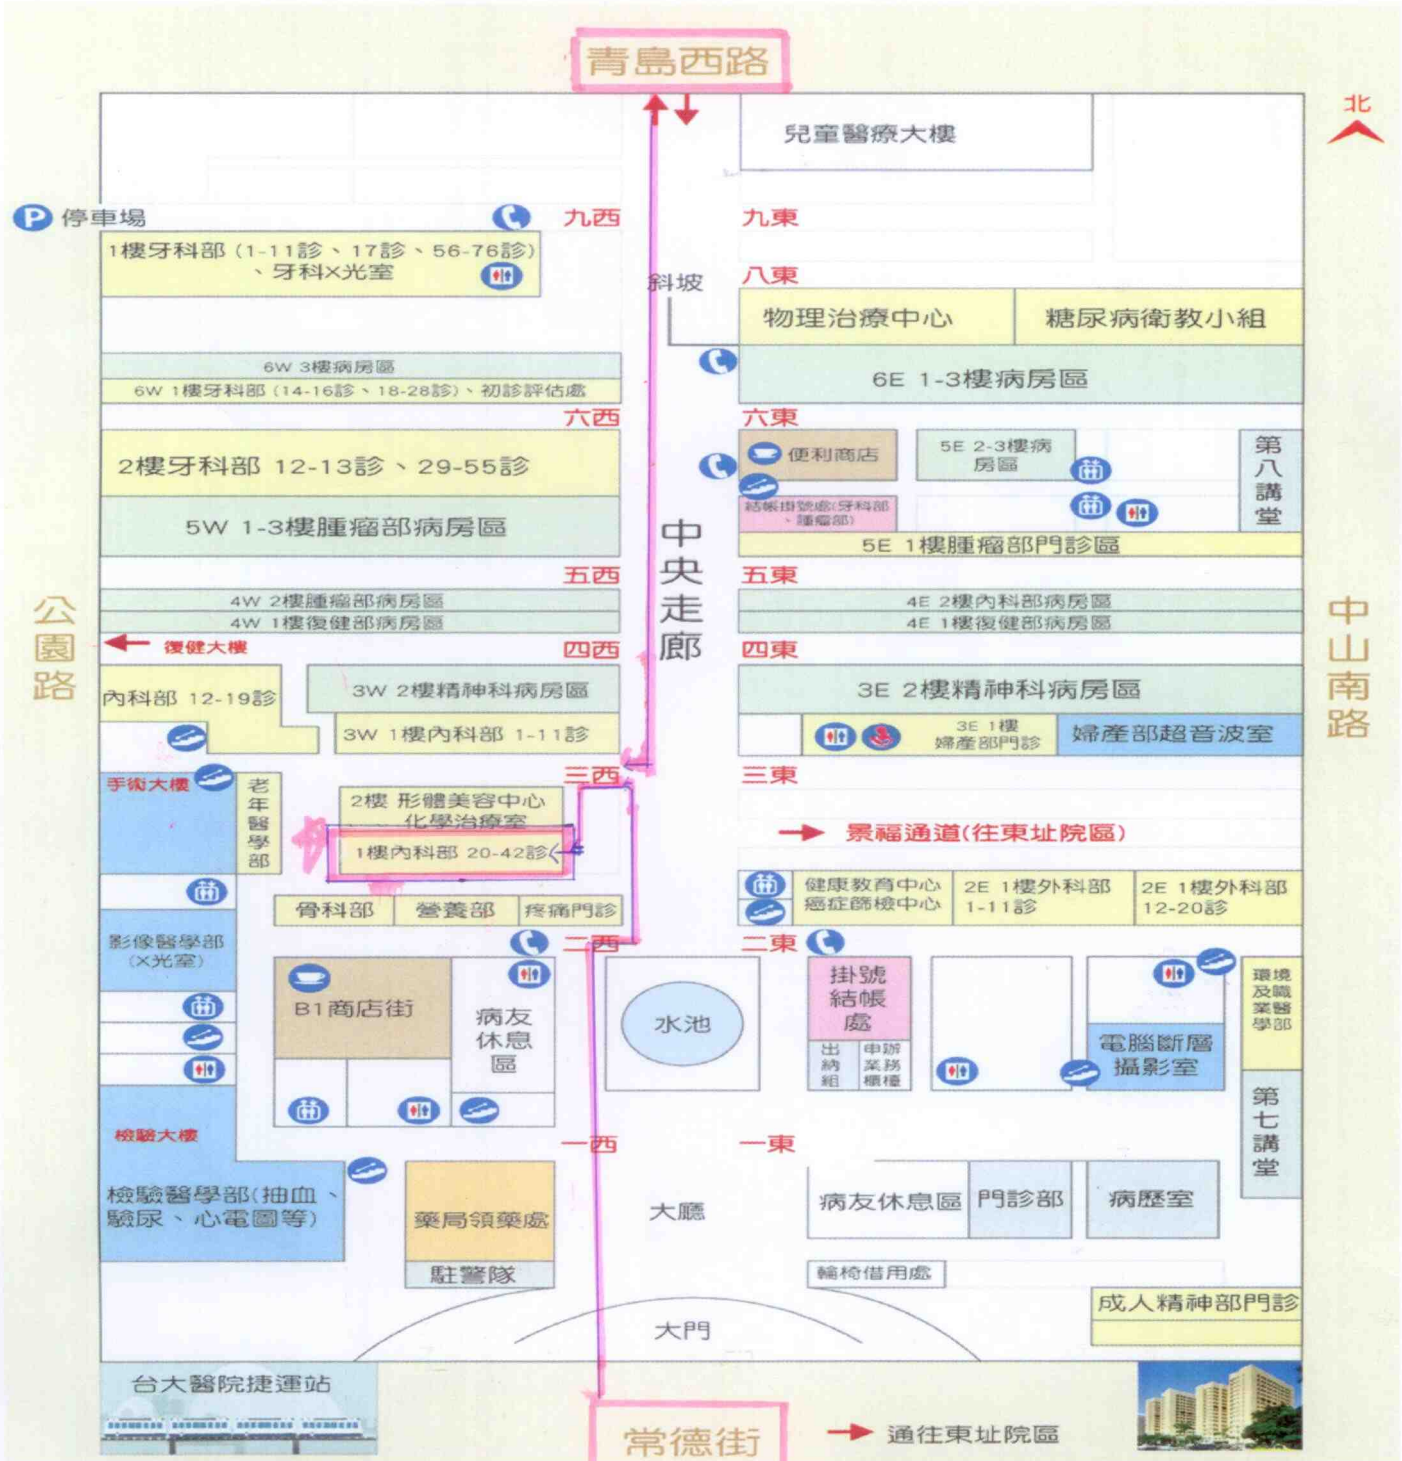 青島西路
北
兒童醫療大樓
P 停車場
九西
九東
1樓牙科部 (1-11診、17診、56-76診)
、牙科X光室
斜坡
八東
物理治療中心
糖尿病衛教小組
6W 3樓病房區
6W 1樓牙科部 (14-16診、18-28診)、初診評估處
6E 1-3樓病房區
六西
六東
2樓牙科部 12-13診、29-55診
便利商店
5E 2-3樓病
房區
第八講堂
5W 1-3樓腫瘤部病房區
結帳掛號處(牙科部
、腫瘤部)
中央走廊
5E 1樓腫瘤部門診區
五西
五東
4W 2樓腫瘤部病房區
4W 1樓復健部病房區
4E 2樓內科部病房區
4E 1樓復健部病房區
公園路
中山南路
復健大樓
四西
四東
內科部 12-19診
3W 2樓精神科病房區
3W 1樓內科部 1-11診
3E 2樓精神科病房區
3E 1樓
婦產部門診
婦產部超音波室
三西
三東
手術大樓
老年醫學部
2樓 形體美容中心
化學治療室
1樓內科部 20-42診
景福通道(往東址院區)
骨科部
營養部
疼痛門診
健康教育中心
癌症篩檢中心
2E 1樓外科部
1-11診
2E 1樓外科部
12-20診
影像醫學部
(X光室)
二西
二東
B1商店街
病友
休息
區
水池
掛號
結帳
處
出納組
申辦
業務
櫃檯
電腦斷層
攝影室
環境
及職
業醫
學部
第七講堂
檢驗大樓
一西
一東
檢驗醫學部(抽血、
驗尿、心電圖等)
藥局領藥處
駐警隊
大廳
病友休息區
門診部
病歷室
輪椅借用處
成人精神部門診
大門
台大醫院捷運站
常德街
通往東址院區